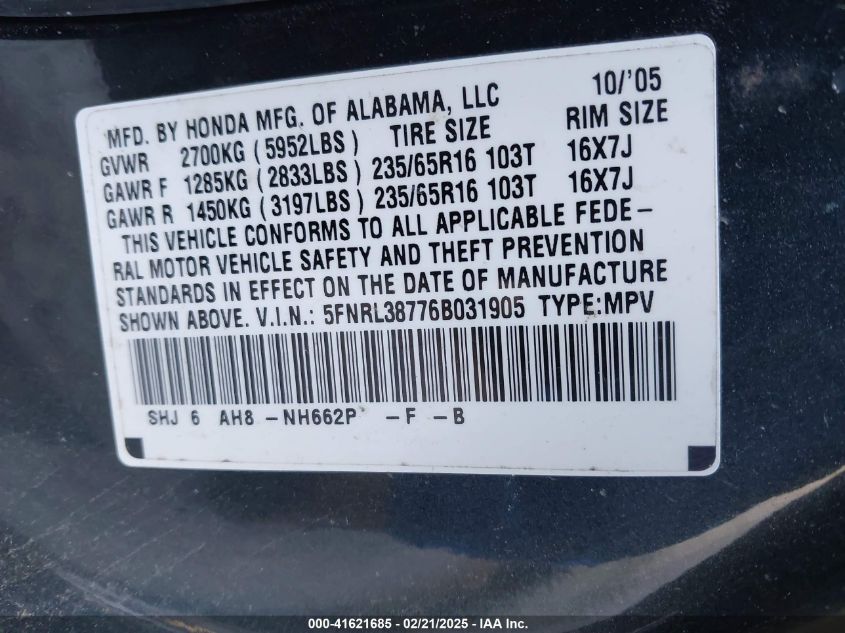 MFD. BY HONDA MFG. OF ALABAMA, LLC 10/'05
GVWR 2700KG (5952LBS) TIRE SIZE RIM SIZE
GAWR F 1285KG (2833LBS) 235/65R16 103T 16X7J
GAWR R 1450KG (3197LBS) 235/65R16 103T 16X7J
THIS VEHICLE CONFORMS TO ALL APPLICABLE FEDE-
RAL MOTOR VEHICLE SAFETY AND THEFT PREVENTION
STANDARDS IN EFFECT ON THE DATE OF MANUFACTURE
SHOWN ABOVE. V.I.N.: 5FNRL38776B031905 TYPE:MPV
SHJ 6 AH8 -NH662P -F -B
000-41621685 - 02/21/2025 - IAA Inc.